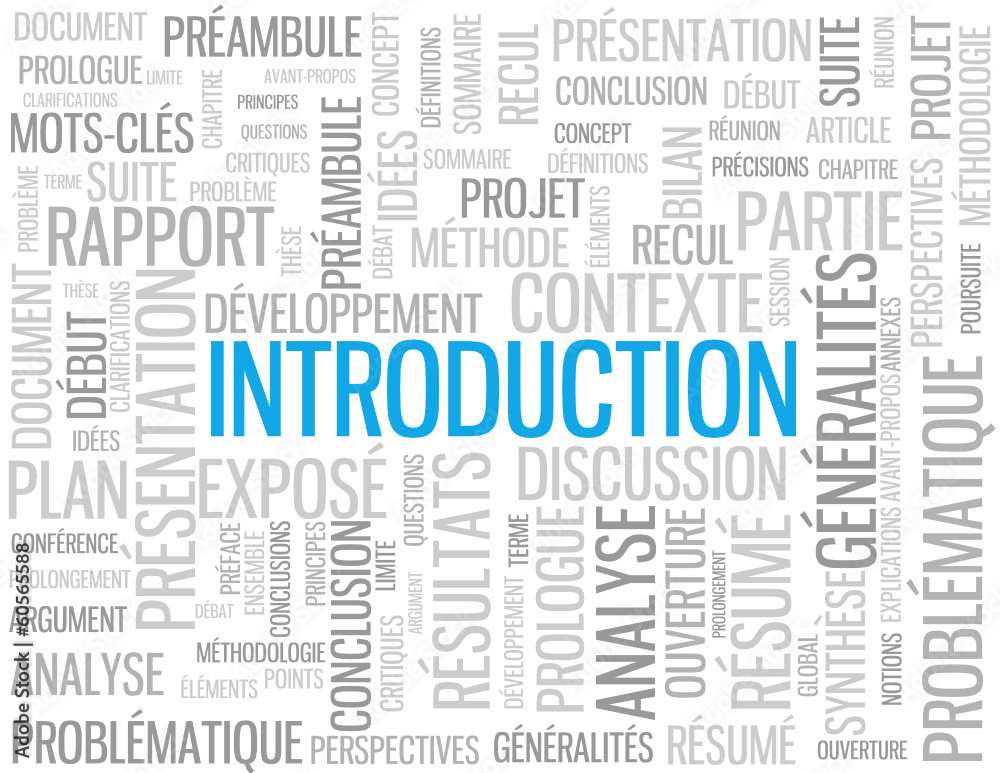 DOCUMENT
PRÉAMBULE
CONCEPT
DÉFINITIONS
SOMMAIRE
RECUL
PRÉSENTATION
SUITE
RÉUNION
PROJET
MÉTHODOLOGIE
PROLOGUE
LIMITE
CHAPITRE
AVANT-PROPOS
CONCLUSION
DÉBUT
CLARIFICATIONS
PRINCIPES
PRÉAMBULE
MOTS-CLÉS
QUESTIONS
IDÉES
CONCEPT
BILAN
RÉUNION
ARTICLE
CRITIQUES
SOMMAIRE
DÉFINITIONS
PRÉCISIONS
CHAPITRE
PERSPECTIVES
PROBLÈME
TERME
SUITE
PROBLÈME
PROJET
ÉLÉMENTS
PARTIE
RAPPORT
THÈSE
DÉBAT
MÉTHODE
RECUL
SESSION
GÉNÉRALITÉS
POURSUITE
DOCUMENT
THÈSE
CLARIFICATIONS
PRÉSENTATION
DÉVELOPPEMENT
CONTEXTE
ANNEXES
DÉBUT
INTRODUCTION
AVANT-PROPOS
PROBLÉMATIQUE
IDÉES
PLAN
EXPOSÉ
QUESTIONS
RÉSULTATS
DISCUSSION
EXPLICATIONS
CONFÉRENCE
PRÉFACE
ENSEMBLE
CONCLUSIONS
PRINCIPES
CONCLUSION
LIMITE
TERME
PROLOGUE
ANALYSE
OUVERTURE
PROLONGEMENT
RÉSUMÉ
SYNTHÈSE
PROLONGEMENT
ARGUMENT
DÉBAT
ARGUMENT
DÉVELOPPEMENT
GLOBAL
NOTIONS
CRITIQUES
MÉTHODOLOGIE
ANALYSE
ÉLÉMENTS
POINTS
PROBLÉMATIQUE
PERSPECTIVES
GÉNÉRALITÉS
RÉSUMÉ
OUVERTURE
Adobe Stock | #60565588